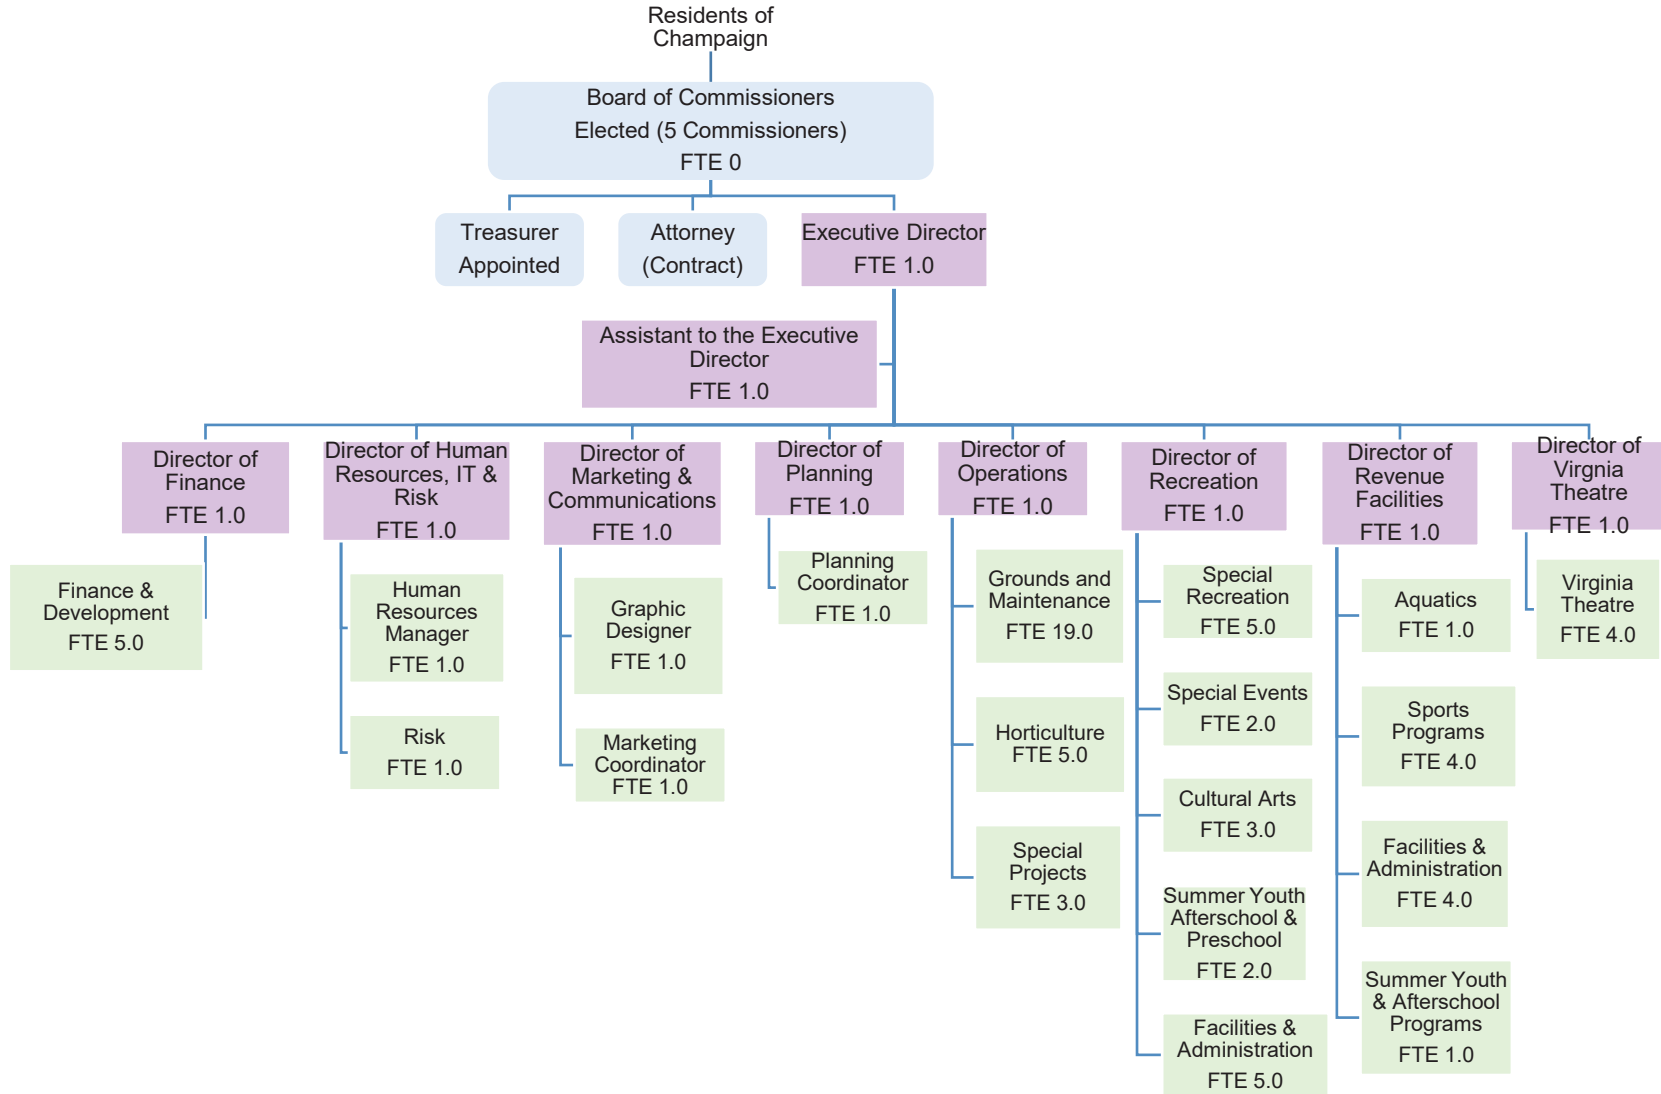 Residents of
Champaign
Board of Commissioners
Elected (5 Commissioners)
FTE 0
Treasurer
Appointed
Attorney
(Contract)
Executive Director
FTE 1.0
Assistant to the Executive
Director
FTE 1.0
Director of
Finance
FTE 1.0
Finance &
Development
FTE 5.0
Director of Human
Resources, IT &
Risk
FTE 1.0
Human
Resources
Manager
FTE 1.0
Risk
FTE 1.0
Director of
Marketing &
Communications
FTE 1.0
Graphic
Designer
FTE 1.0
Marketing
Coordinator
FTE 1.0
Director of
Planning
FTE 1.0
Planning
Coordinator
FTE 1.0
Director of
Operations
FTE 1.0
Grounds and
Maintenance
FTE 19.0
Horticulture
FTE 5.0
Special
Projects
FTE 3.0
Director of
Recreation
FTE 1.0
Special
Recreation
FTE 5.0
Special Events
FTE 2.0
Cultural Arts
FTE 3.0
Summer Youth
Afterschool &
Preschool
FTE 2.0
Facilities &
Administration
FTE 5.0
Director of
Revenue
Facilities
FTE 1.0
Aquatics
FTE 1.0
Sports
Programs
FTE 4.0
Facilities &
Administration
FTE 4.0
Summer Youth
& Afterschool
Programs
FTE 1.0
Director of
Virgnia
Theatre
FTE 1.0
Virginia
Theatre
FTE 4.0